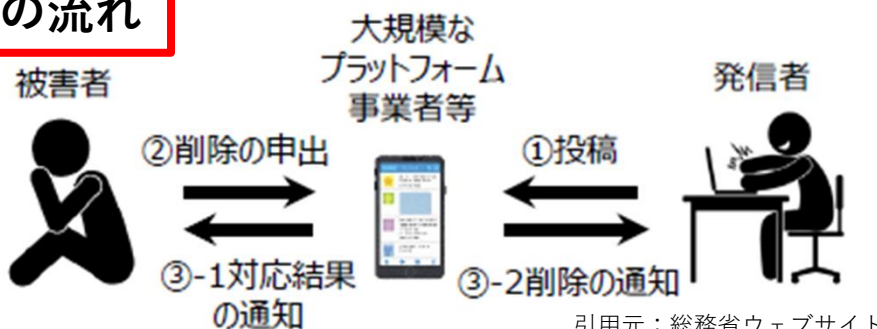 の流れ
被害者
大規模な
プラットフォーム
事業者等
発信者
②削除の申出
①投稿
③-1対応結果
の通知
③-2削除の通知
引用元：総務省ウェブサイト